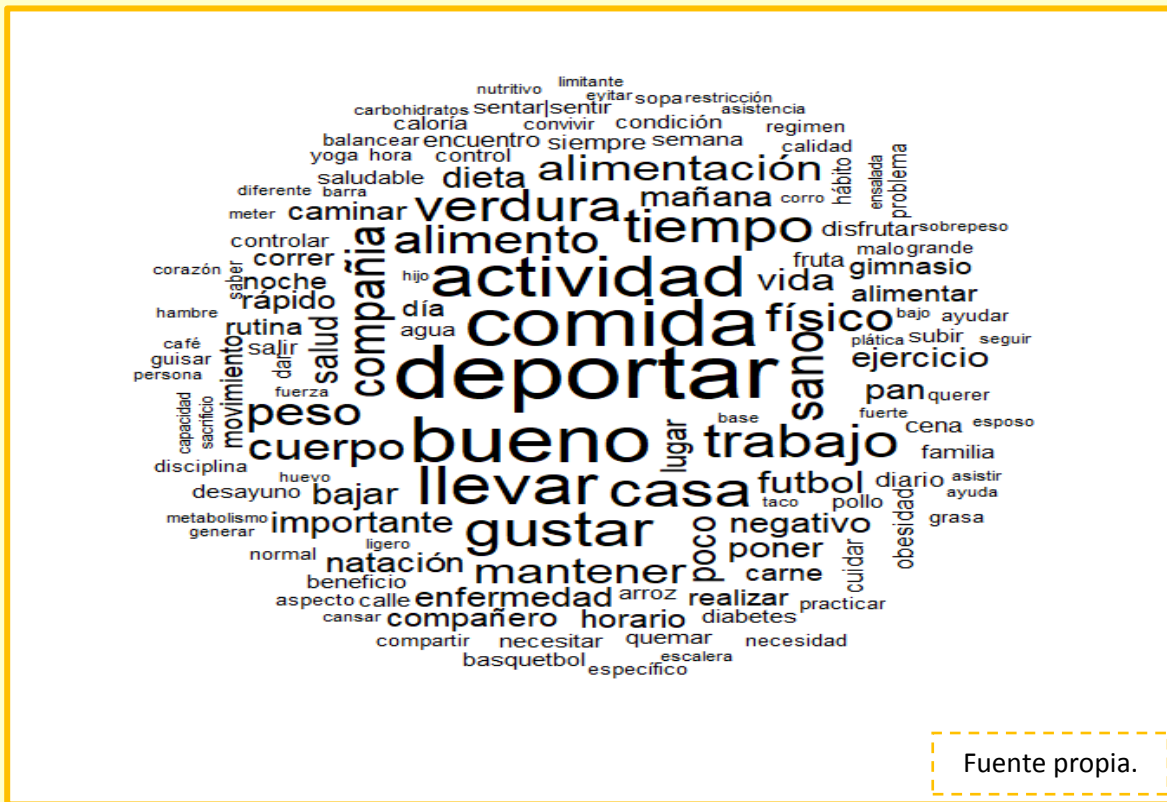 limitante
nutritivo evitar sopa restricción
carbohidratos sentar|sentir asistencia
caloría convivir condición regimen
balancear encuentro siempre semana calidad
yoga hora control alimentación hábito ensalada problema
saludable dieta mañana corro
diferente barra verdura
meter caminar tiempo disfrutar sobrepeso
controlar compañia alimento malo grande
correr fruta gimnasio
corazón saber noche hijo actividad vida
rápido día alimentar
hambre comida físico bajo ayudar
rutina salud agua
café salir plática subir seguir
guisar movimientos dar deportar sano ejercicio
persona
fuerza pan querer
capacidad sacrificio peso base fuerte
cuerpo bueno lugar trabajo cena esposo
familia
disciplina huevo llevar casa futbol diario asistir
desayuno bajar taco pollo ayuda
metabolismo importante gustar poco negativo obesidad grasa
generar
normal ligero poner
natación mantener carne cuidar
beneficio
aspecto calle enfermedad arroz realizar practicar
cansar compañero horario diabetes
compartir necesitar quemar necesidad
basquetbol escalera
específico
Fuente propia.